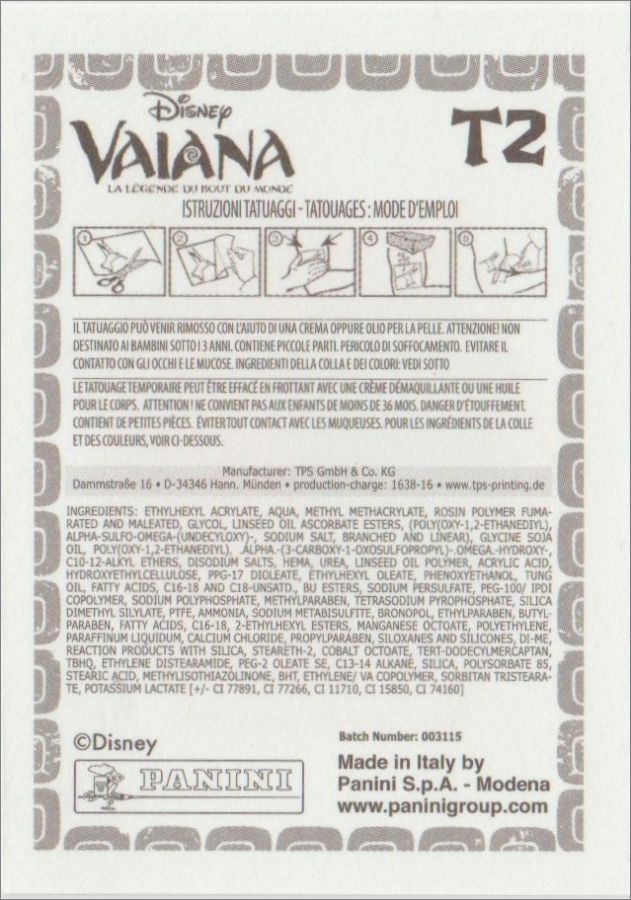 Disney
VAIANA
LA LÉGENDE DU BOUT DU MONDE
T2
ISTRUZIONI TATUAGGI - TATOUAGES : MODE D'EMPLOI
1 2 3 4 5
IL TATUAGGIO PUÒ VENIR RIMOSSO CON L'AIUTO DI UNA CREMA OPPURE OLIO PER LA PELLE. ATTENZIONE! NON
DESTINATO AI BAMBINI SOTTO I 3 ANNI. CONTIENE PICCOLE PARTI. PERICOLO DI SOFFOCAMENTO. EVITARE IL
CONTATTO CON GLI OCCHI E LE MUCOSE. INGREDIENTI DELLA COLLA E DEI COLORI: VEDI SOTTO
LE TATOUAGE TEMPORAIRE PEUT ÊTRE EFFACÉ EN FROTTANT AVEC UNE CRÈME DÉMAQUILLANTE OU UNE HUILE
POUR LE CORPS. ATTENTION ! NE CONVIENT PAS AUX ENFANTS DE MOINS DE 36 MOIS. DANGER D'ÉTOUFFEMENT.
CONTIENT DE PETITES PIÈCES. ÉVITER TOUT CONTACT AVEC LES MUQUEUSES. POUR LES INGRÉDIENTS DE LA COLLE
ET DES COULEURS, VOIR CI-DESSOUS.
Manufacturer: TPS GmbH & Co. KG
Dammstraße 16 • D-34346 Hann. Münden • production-charge: 1638-16 • www.tps-printing.de
INGREDIENTS: ETHYLHEXYL ACRYLATE, AQUA, METHYL METHACRYLATE, ROSIN POLYMER FUMA-
RATED AND MALEATED, GLYCOL, LINSEED OIL ASCORBATE ESTERS, (POLY(OXY-1,2-ETHANEDIYL),
ALPHA-SULFO-OMEGA-(UNDECYLOXY)-, SODIUM SALT, BRANCHED AND LINEAR), GLYCINE SOJA
OIL, POLY(OXY-1,2-ETHANEDIYL), .ALPHA.-(3-CARBOXY-1-OXOSULFOPROPYL)-.OMEGA.-HYDROXY-,
C10-12-ALKYL ETHERS, DISODIUM SALTS, HEMA, UREA, LINSEED OIL POLYMER, ACRYLIC ACID,
HYDROXYETHYLCELLULOSE, PPG-17 DIOLEATE, ETHYLHEXYL OLEATE, PHENOXYETHANOL, TUNG
OIL, FATTY ACIDS, C16-18 AND C18-UNSATD., BU ESTERS, SODIUM PERSULFATE, PEG-100/ IPDI
COPOLYMER, SODIUM POLYPHOSPHATE, METHYLPARABEN, TETRASODIUM PYROPHOSPHATE, SILICA
DIMETHYL SILYLATE, PTFE, AMMONIA, SODIUM METABISULFITE, BRONOPOL, ETHYLPARABEN, BUTYL-
PARABEN, FATTY ACIDS, C16-18, 2-ETHYLHEXYL ESTERS, MANGANESE OCTOATE, POLYETHYLENE,
PARAFFINUM LIQUIDUM, CALCIUM CHLORIDE, PROPYLPARABEN, SILOXANES AND SILICONES, DI-ME,
REACTION PRODUCTS WITH SILICA, STEARETH-2, COBALT OCTOATE, TERT-DODECYLMERCAPTAN,
TBHQ, ETHYLENE DISTEARAMIDE, PEG-2 OLEATE SE, C13-14 ALKANE, SILICA, POLYSORBATE 85,
STEARIC ACID, METHYLISOTHIAZOLINONE, BHT, ETHYLENE/ VA COPOLYMER, SORBITAN TRISTEARA-
TE, POTASSIUM LACTATE [+/- CI 77891, CI 77266, CI 11710, CI 15850, CI 74160]
©Disney
PANINI
Batch Number: 003115
Made in Italy by
Panini S.p.A. - Modena
www.paninigroup.com